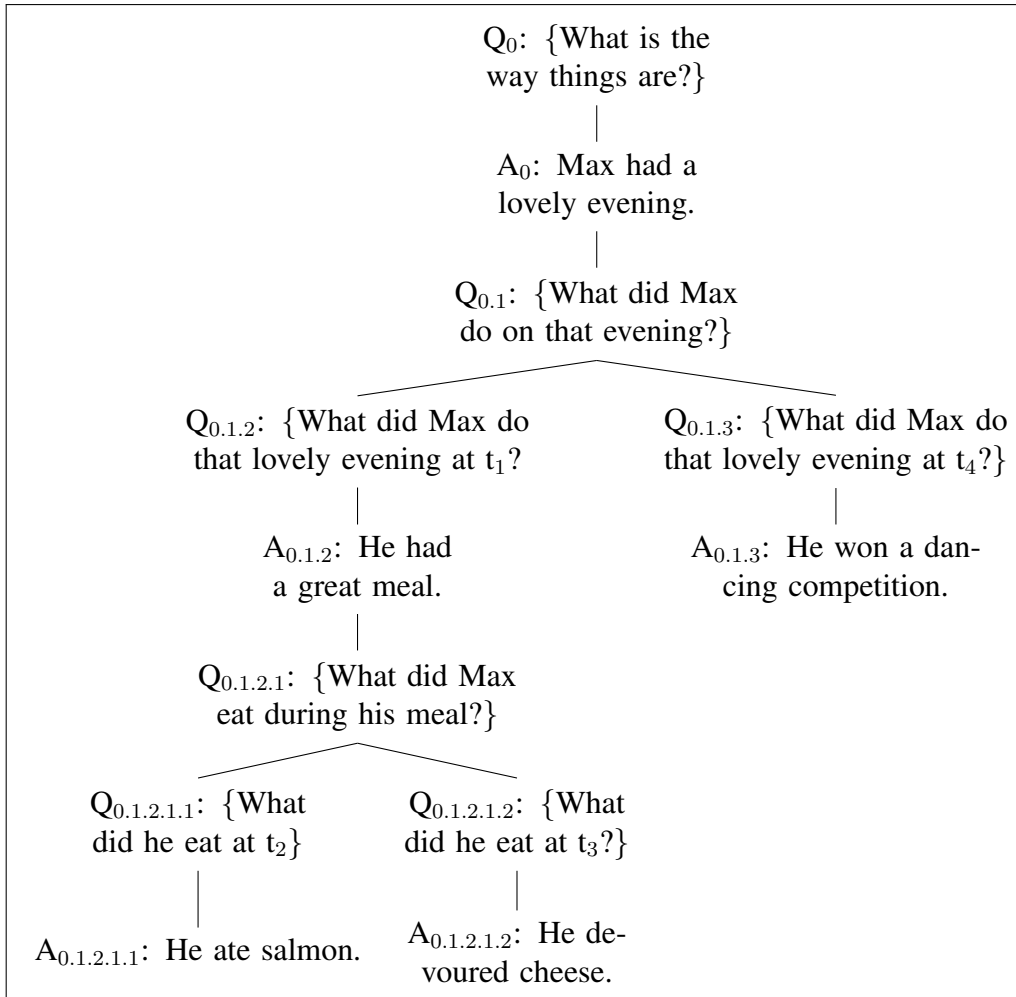 Q₀: {What is the
way things are?}
A₀: Max had a
lovely evening.
Q₀.₁: {What did Max
do on that evening?}
Q₀.₁.₂: {What did Max do
that lovely evening at t₁?
Q₀.₁.₃: {What did Max do
that lovely evening at t₄?}
A₀.₁.₂: He had
a great meal.
A₀.₁.₃: He won a dan-
cing competition.
Q₀.₁.₂.₁: {What did Max
eat during his meal?}
Q₀.₁.₂.₁.₁: {What
did he eat at t₂}
Q₀.₁.₂.₁.₂: {What
did he eat at t₃?}
A₀.₁.₂.₁.₁: He ate salmon.
A₀.₁.₂.₁.₂: He de-
voured cheese.